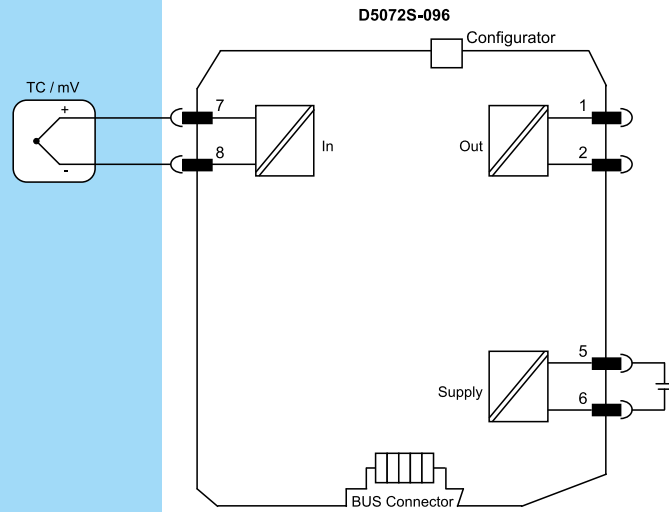 D5072S-096
Configurator
TC / mV
+
-
7
8
In
1
2
Out
5
6
Supply
BUS Connector